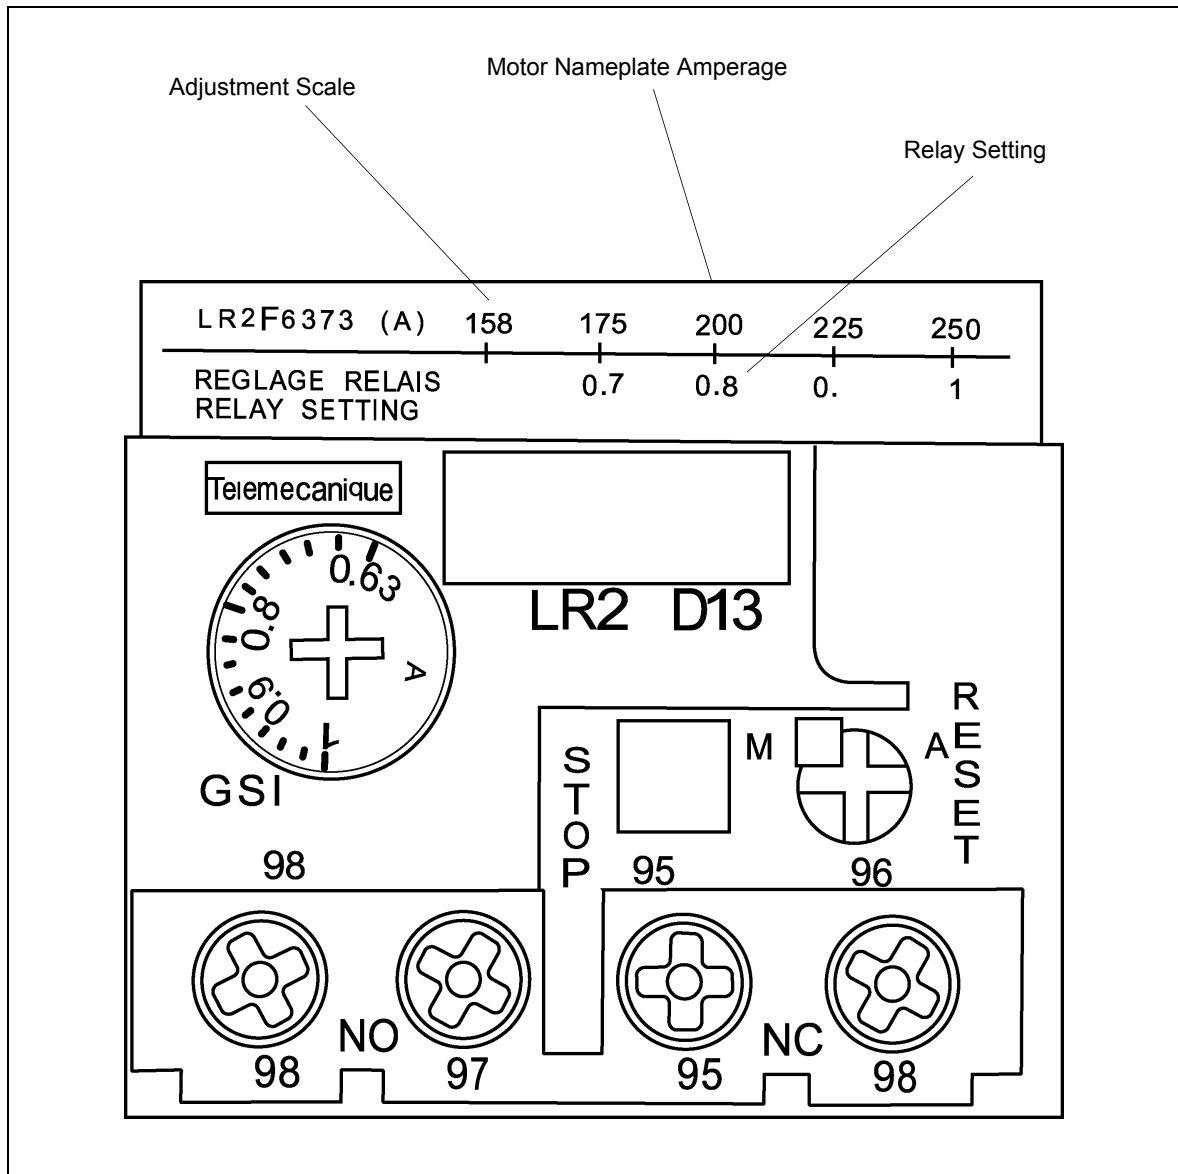 Motor Nameplate Amperage
Adjustment Scale
Relay Setting
LR2F6373 (A) 158 175 200 225 250
REGLAGE RELAIS 0.7 0.8 0. 1
RELAY SETTING
Telemecanique
0.63
0.8
0.9
1
A
LR2 D13
GSI
STOP
M
A
RESET
98 95 96
NO NC
98 97 95 98